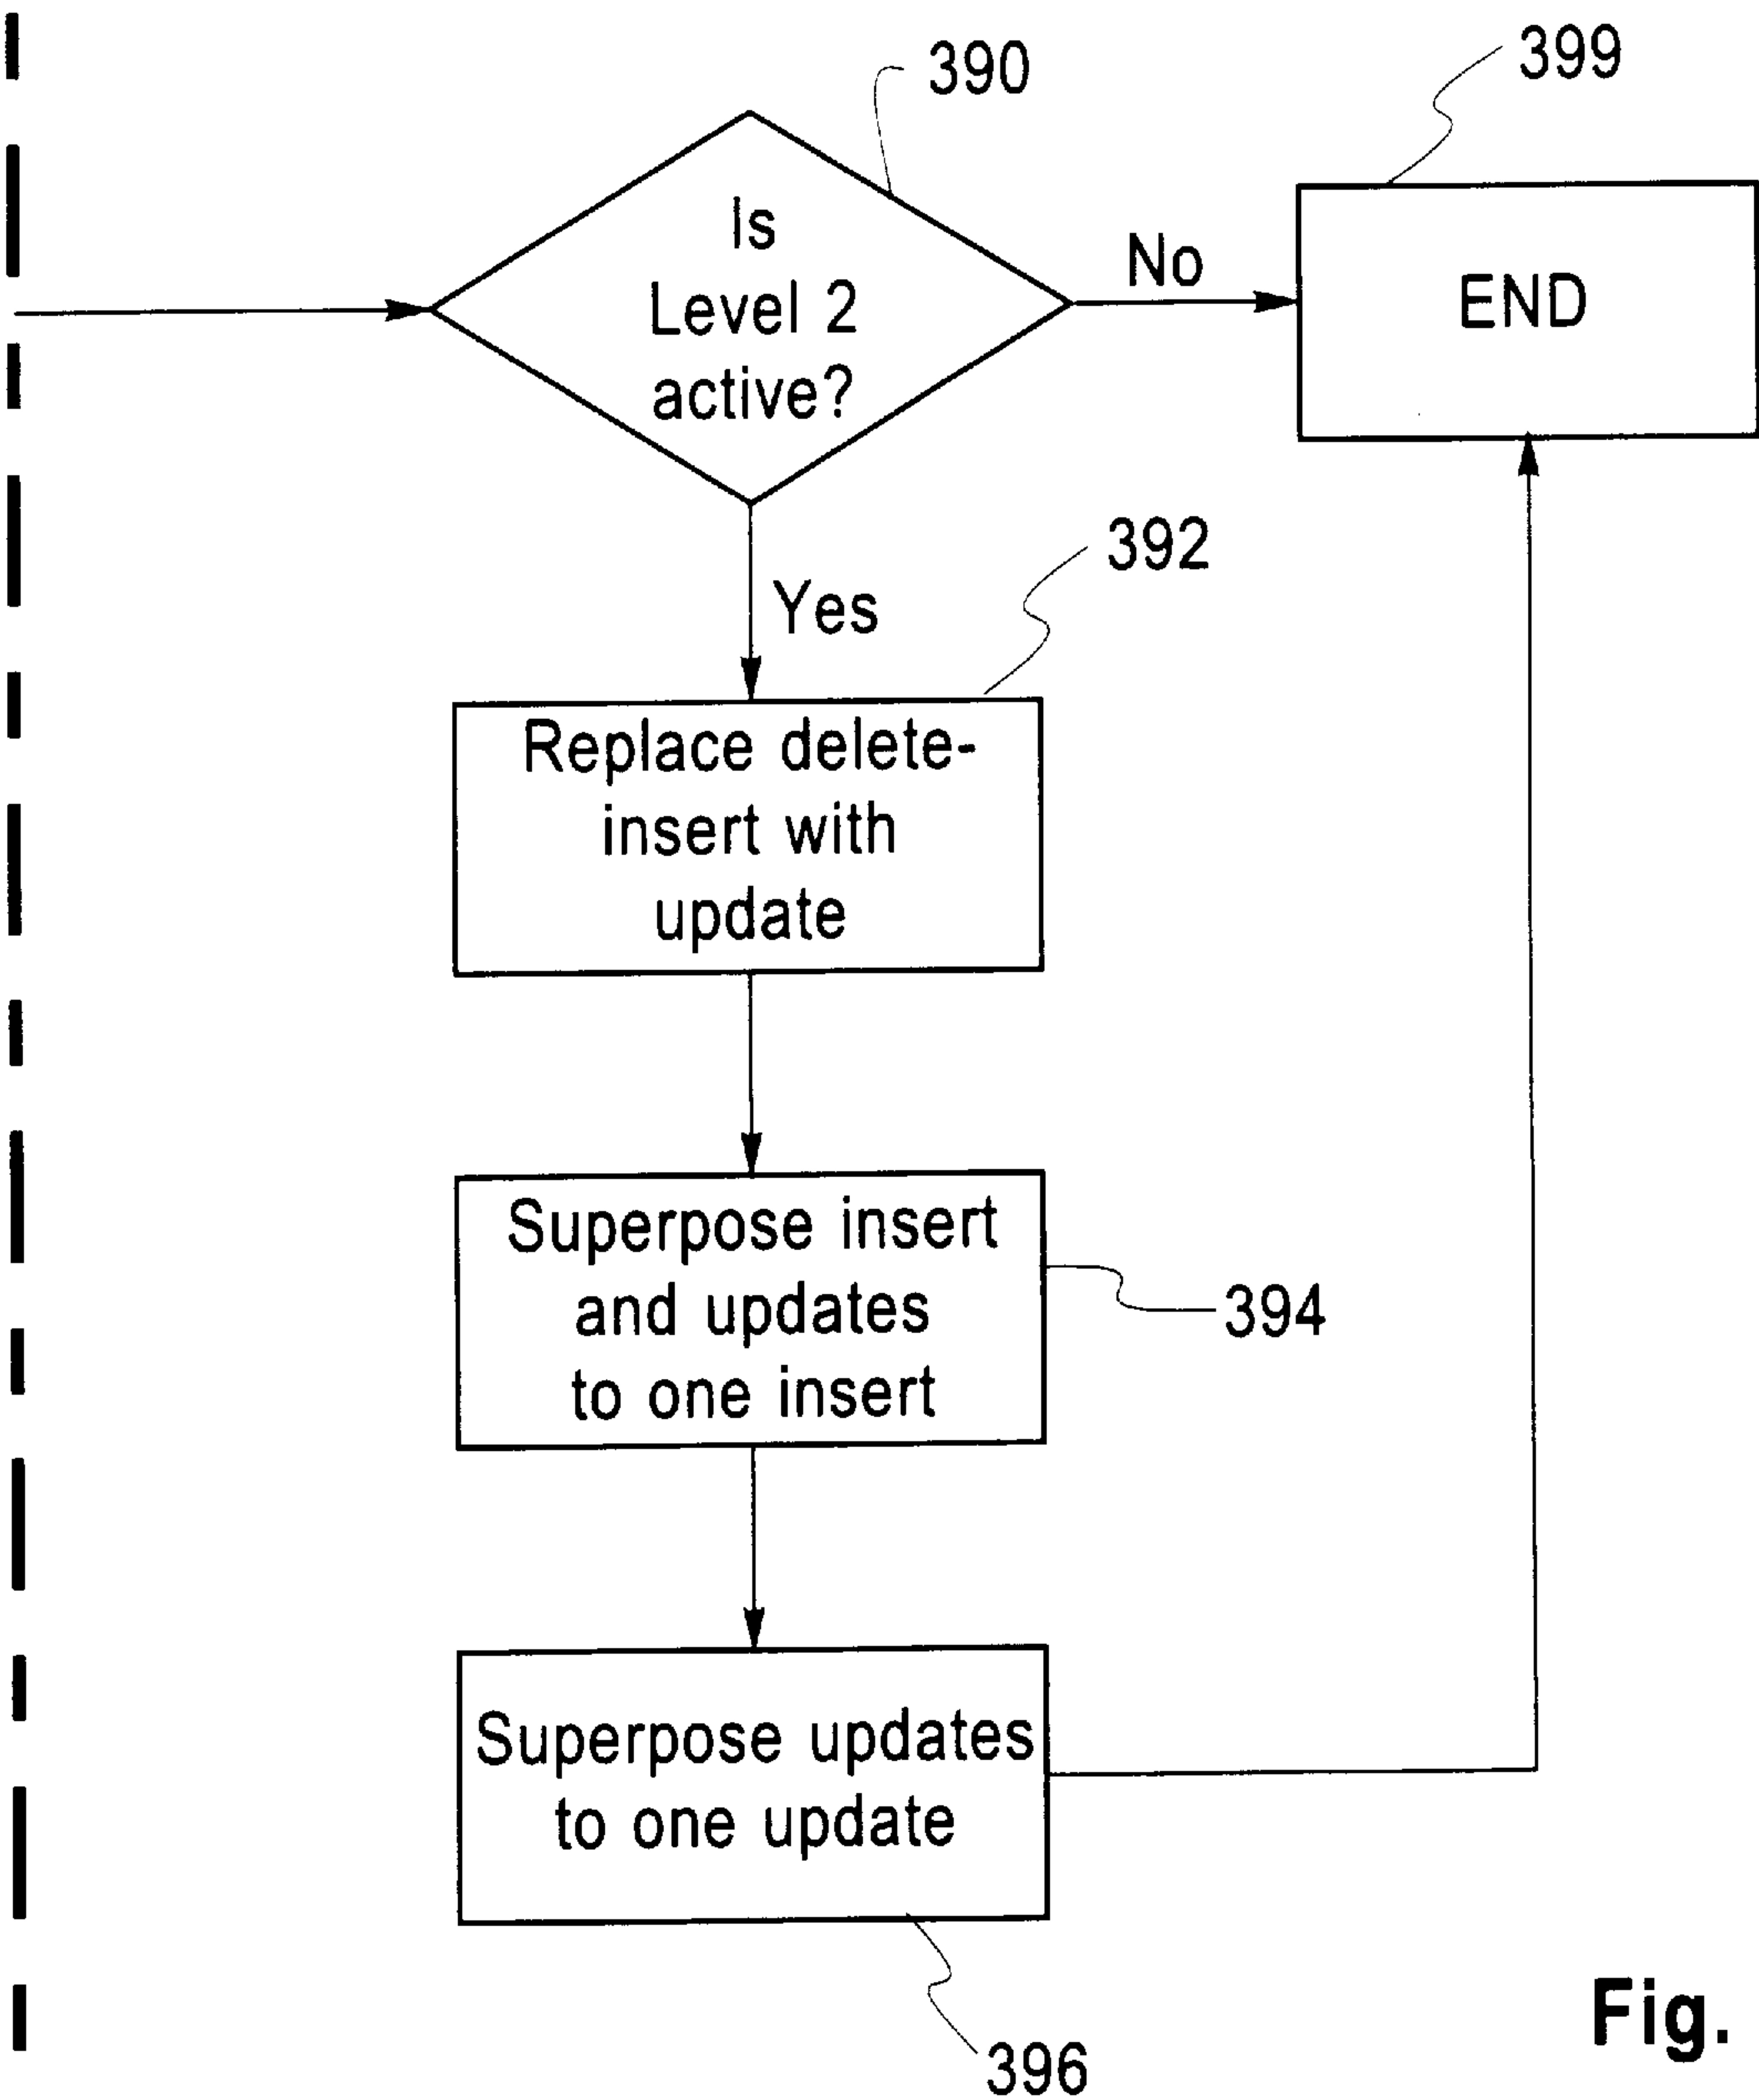 390
399
Is
Level 2
active?
No
END
Yes
392
Replace delete-
insert with
update
Superpose insert
and updates
to one insert
394
Superpose updates
to one update
396
Fig.